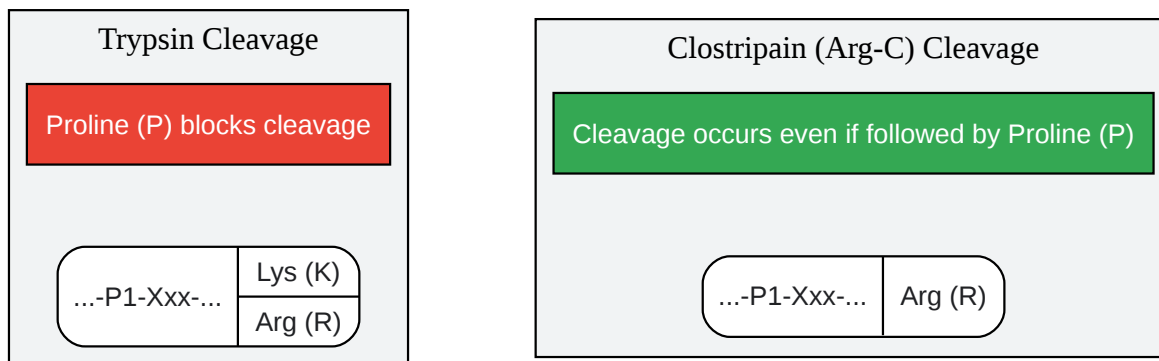 Trypsin Cleavage
Proline (P) blocks cleavage
...-P1-Xxx-...
Lys (K)
Arg (R)
Clostripain (Arg-C) Cleavage
Cleavage occurs even if followed by Proline (P)
...-P1-Xxx-...
Arg (R)